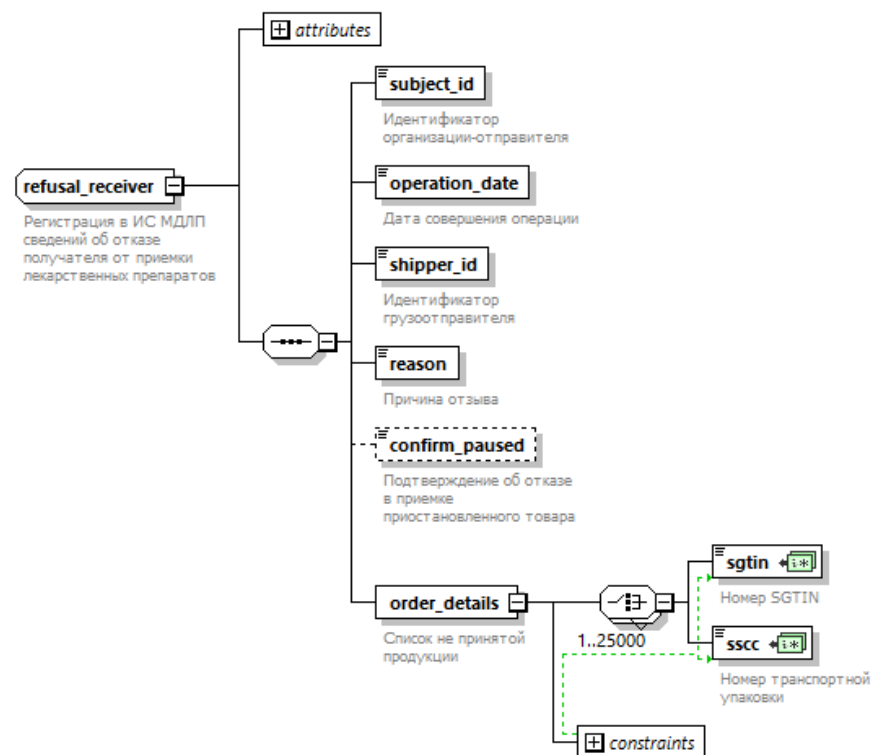 attributes
subject_id
Идентификатор
организации-отправителя
refusal_receiver
Регистрация в ИС МДЛП
сведений об отказе
получателя от приемки
лекарственных препаратов
operation_date
Дата совершения операции
shipper_id
Идентификатор
грузоотправителя
reason
Причина отзыва
confirm_paused
Подтверждение об отказе
в приемке
приостановленного товара
order_details
Список не принятой
продукции
1..25000
sgtin
i*
Номер SGTIN
sscc
i*
Номер транспортной
упаковки
constraints